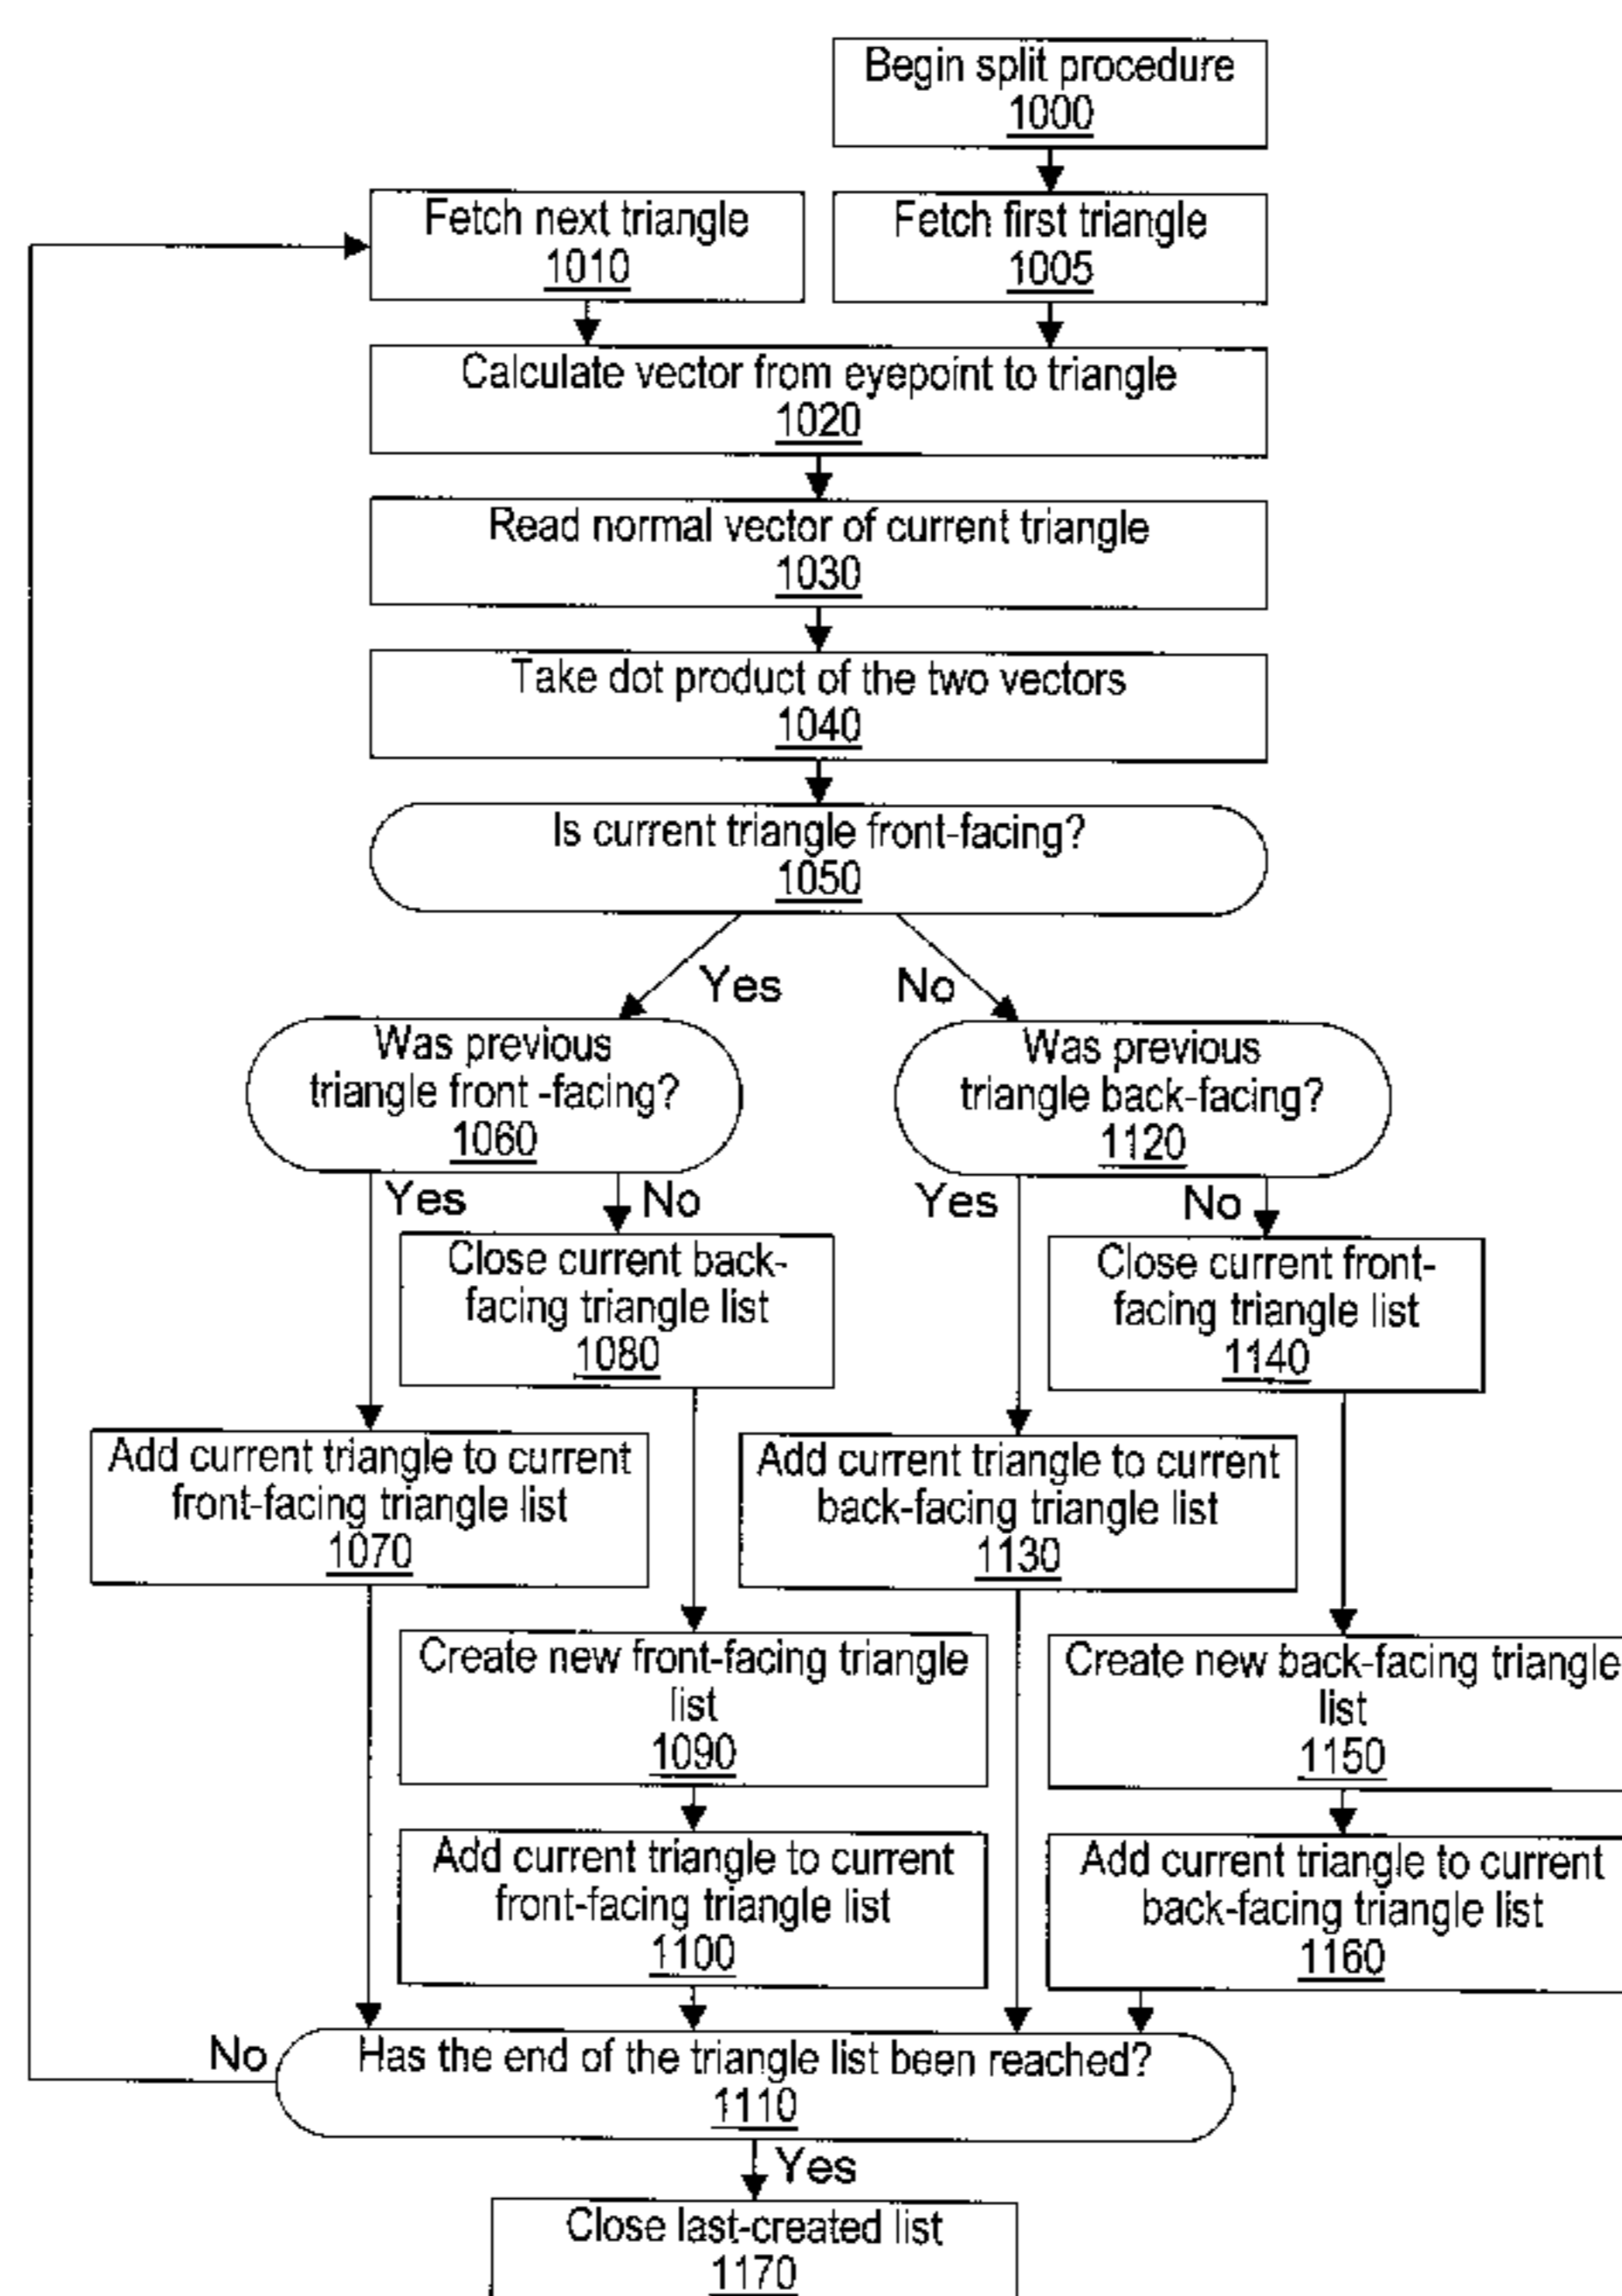 Begin split procedure
1000
Fetch next triangle
1010
Fetch first triangle
1005
Calculate vector from eyepoint to triangle
1020
Read normal vector of current triangle
1030
Take dot product of the two vectors
1040
Is current triangle front-facing?
1050
Yes
No
Was previous
triangle front -facing?
1060
Was previous
triangle back-facing?
1120
Yes
No
Yes
No
Close current back-
facing triangle list
1080
Close current front-
facing triangle list
1140
Add current triangle to current
front-facing triangle list
1070
Add current triangle to current
back-facing triangle list
1130
Create new front-facing triangle
list
1090
Create new back-facing triangle
list
1150
Add current triangle to current
front-facing triangle list
1100
Add current triangle to current
back-facing triangle list
1160
No
Has the end of the triangle list been reached?
1110
Yes
Close last-created list
1170